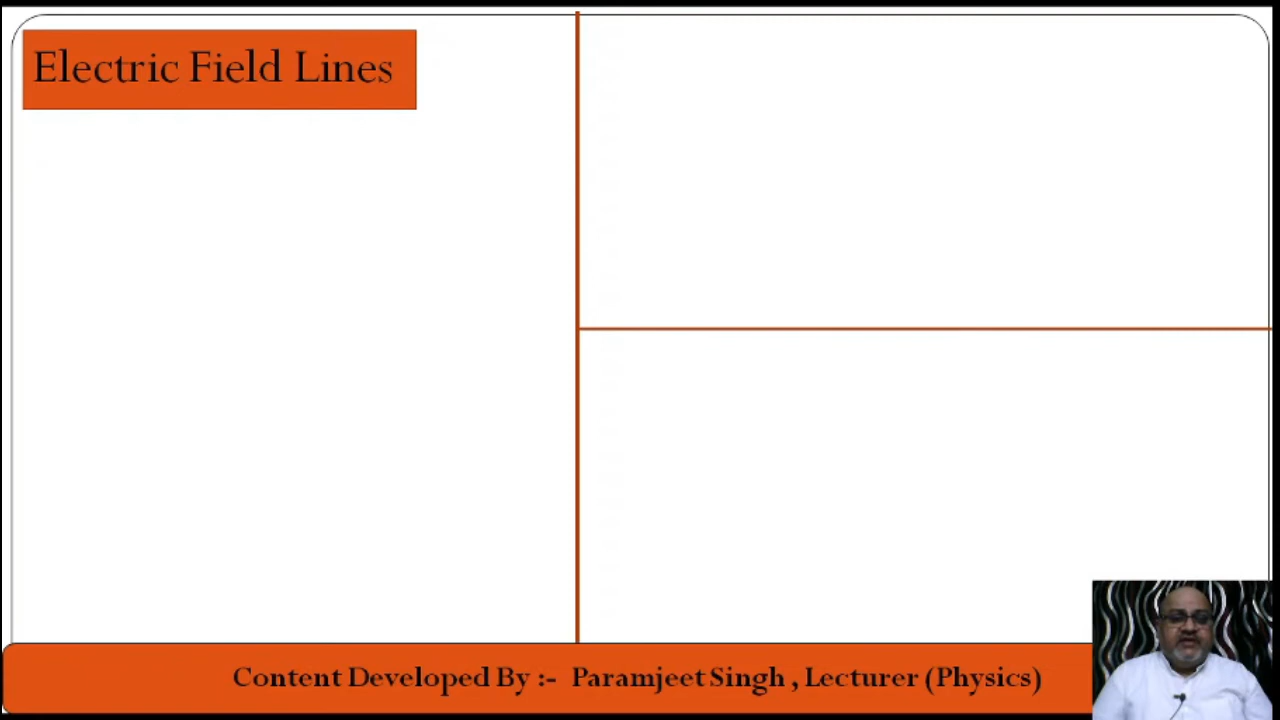 Electric Field Lines
Content Developed By :- Paramjeet Singh , Lecturer (Physics)